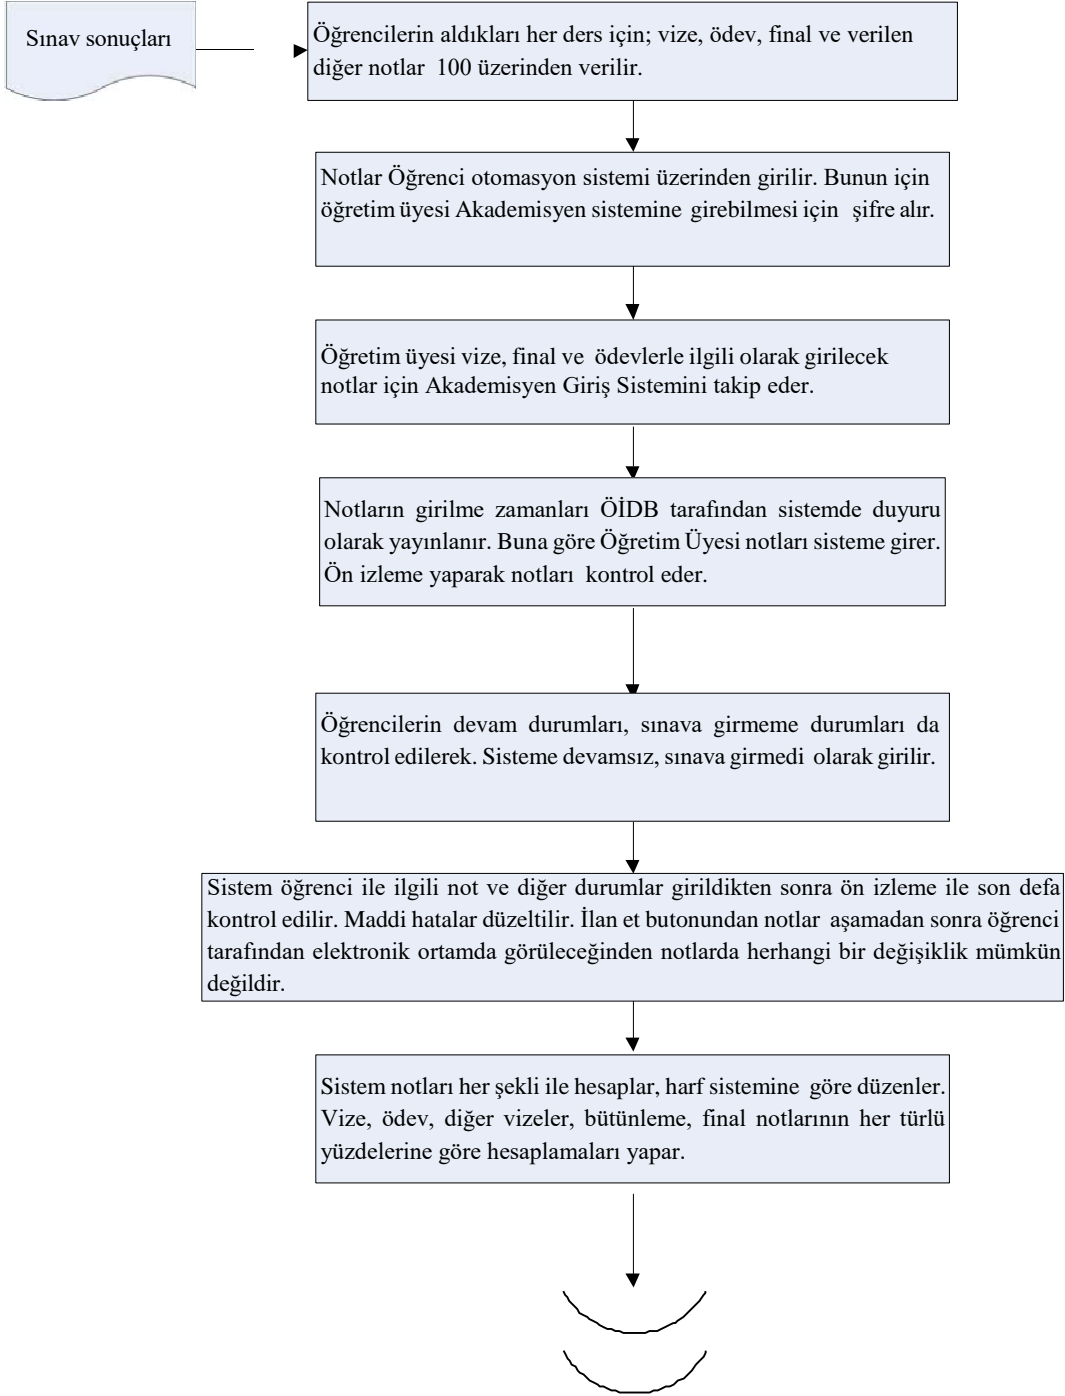 Sınav sonuçları
Öğrencilerin aldıkları her ders için; vize, ödev, final ve verilen
diğer notlar 100 üzerinden verilir.
Notlar Öğrenci otomasyon sistemi üzerinden girilir. Bunun için
öğretim üyesi Akademisyen sistemine girebilmesi için şifre alır.
Öğretim üyesi vize, final ve ödevlerle ilgili olarak girilecek
notlar için Akademisyen Giriş Sistemini takip eder.
Notların girilme zamanları ÖİDB tarafından sistemde duyuru
olarak yayınlanır. Buna göre Öğretim Üyesi notları sisteme girer.
Ön izleme yaparak notları kontrol eder.
Öğrencilerin devam durumları, sınava girmeme durumları da
kontrol edilerek. Sisteme devamsız, sınava girmedi olarak girilir.
Sistem öğrenci ile ilgili not ve diğer durumlar girildikten sonra ön izleme ile son defa
kontrol edilir. Maddi hatalar düzeltilir. İlan et butonundan notlar aşamadan sonra öğrenci
tarafından elektronik ortamda görüleceğinden notlarda herhangi bir değişiklik mümkün
değildir.
Sistem notları her şekli ile hesaplar, harf sistemine göre düzenler.
Vize, ödev, diğer vizeler, bütünleme, final notlarının her türlü
yüzdelerine göre hesaplamaları yapar.